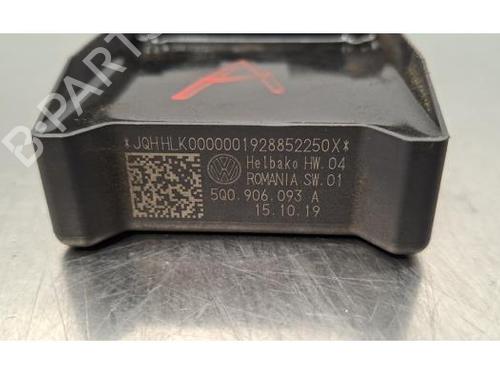 B-PARTS
A
*JQHHLK0000001928852250X*
Helbako HW.04
ROMANIA SW.01
5Q0.906.093 A
15.10.19